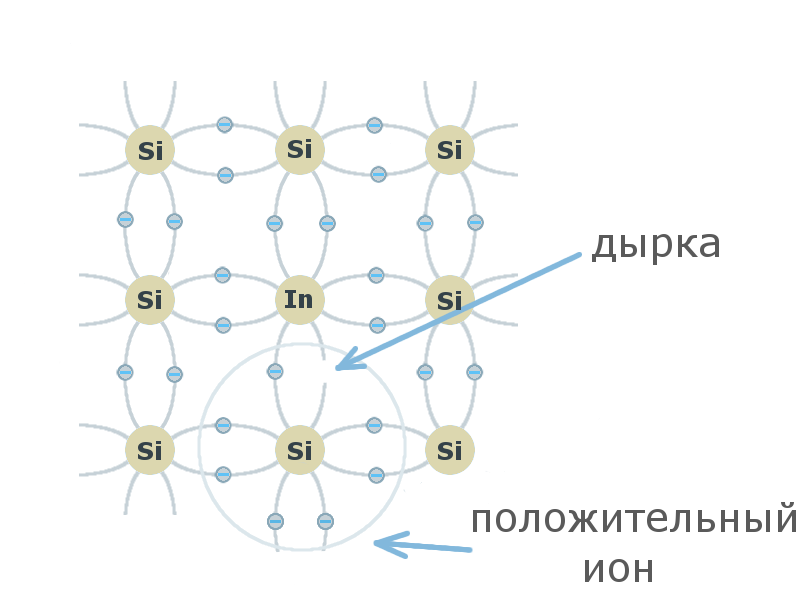 Si Si Si
дырка
Si In Si
Si Si Si
положительный
ион